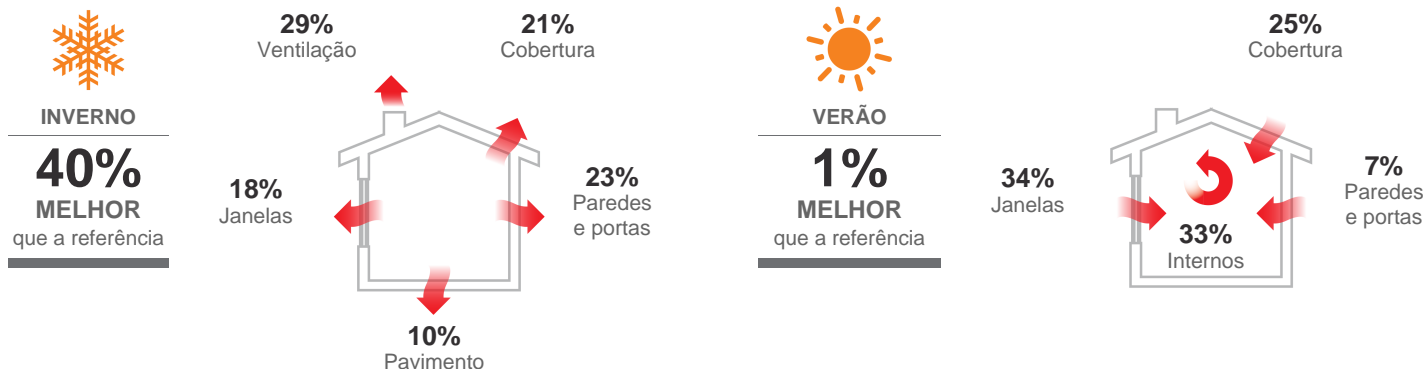 INVERNO
40%
MELHOR
que a referência
29%
Ventilação
21%
Cobertura
18%
Janelas
23%
Paredes
e portas
10%
Pavimento
VERÃO
1%
MELHOR
que a referência
25%
Cobertura
34%
Janelas
7%
Paredes
e portas
33%
Internos